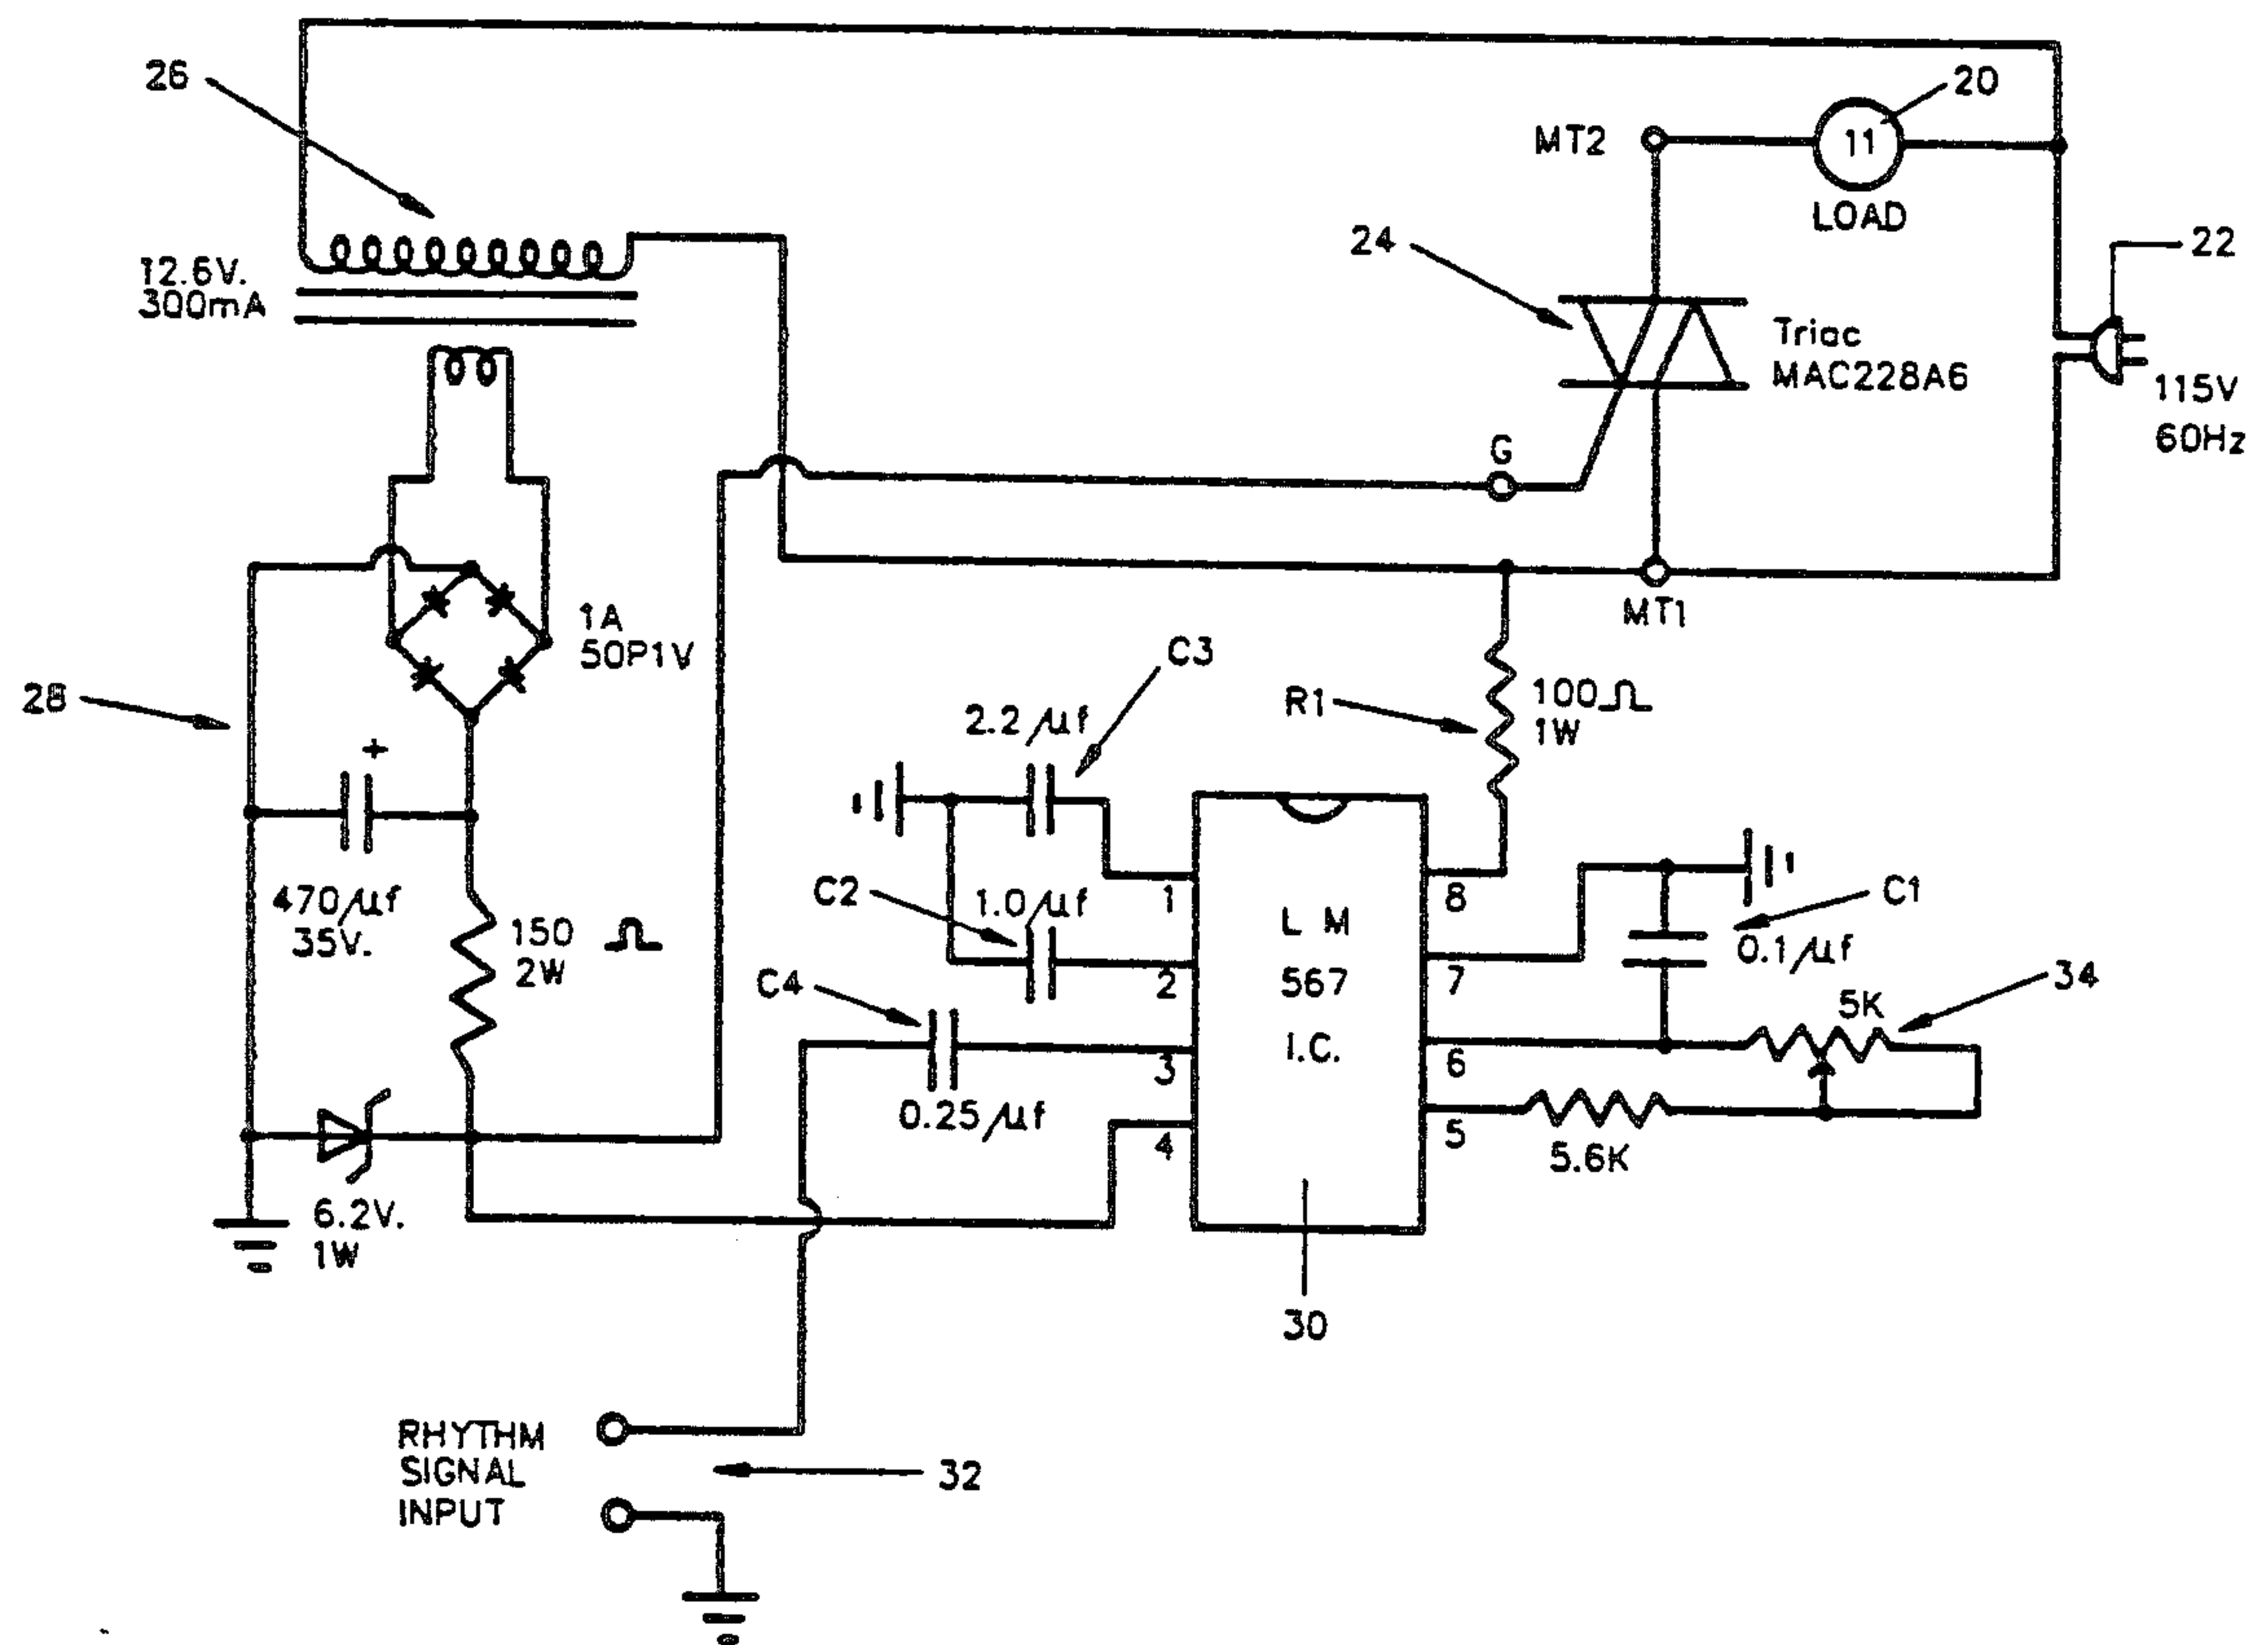 26
20
MT2
11
LOAD
24
22
12.6V.
300mA
Triac
MAC228A6
115V
60Hz
G
MT1
1A
50P1V
C3
28
2.2µf
R1
100
1W
+
C2
1.0µf
1
8
C1
470µf
35V.
150
2W
L M
567
I.C.
0.1µf
C4
2
7
34
5K
3
6
0.25µf
4
5
5.6K
6.2V.
1W
30
RHYTHM
SIGNAL
INPUT
32